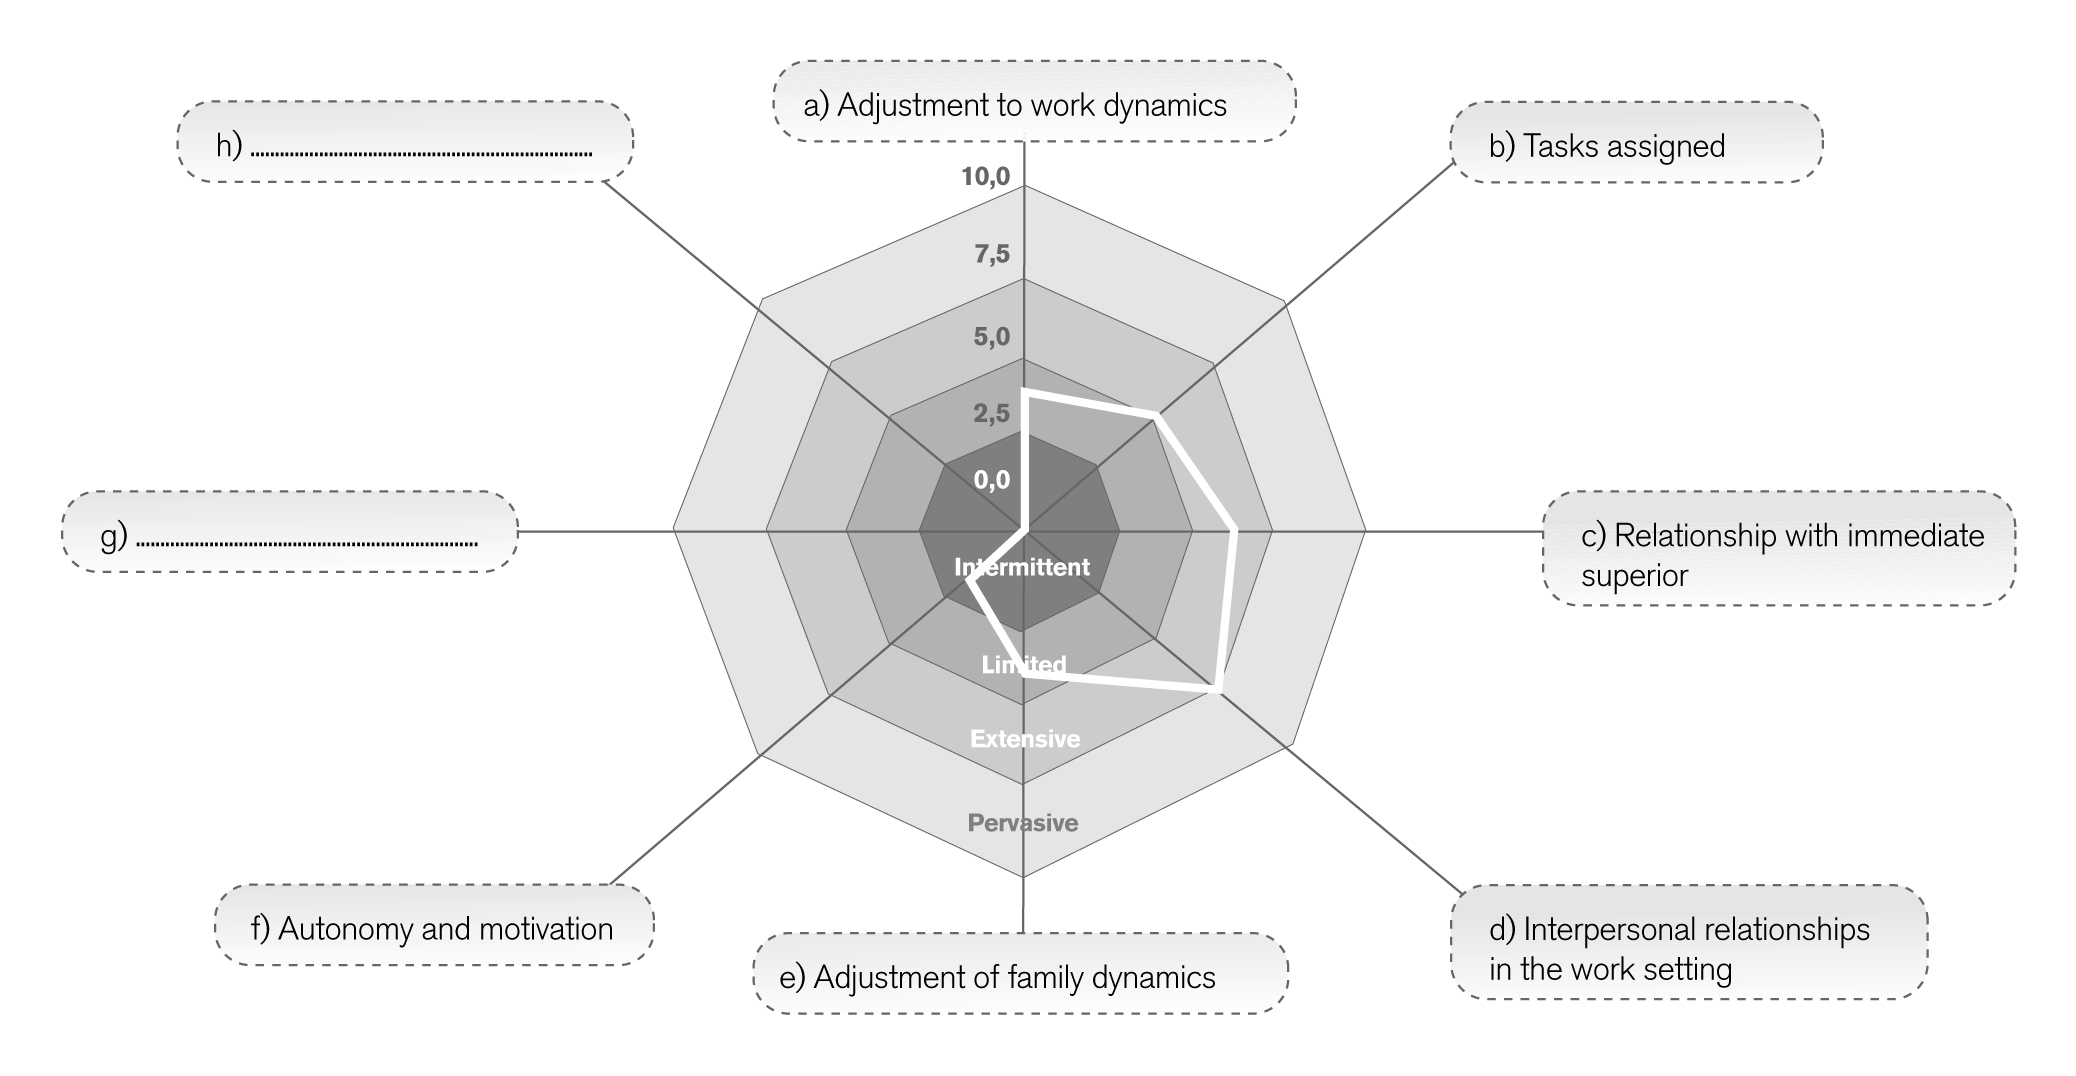 a) Adjustment to work dynamics
h) ........................................................
b) Tasks assigned
10,0
7,5
5,0
2,5
0,0
g) ........................................................
c) Relationship with immediate
superior
Intermittent
Limited
Extensive
Pervasive
f) Autonomy and motivation
d) Interpersonal relationships
in the work setting
e) Adjustment of family dynamics